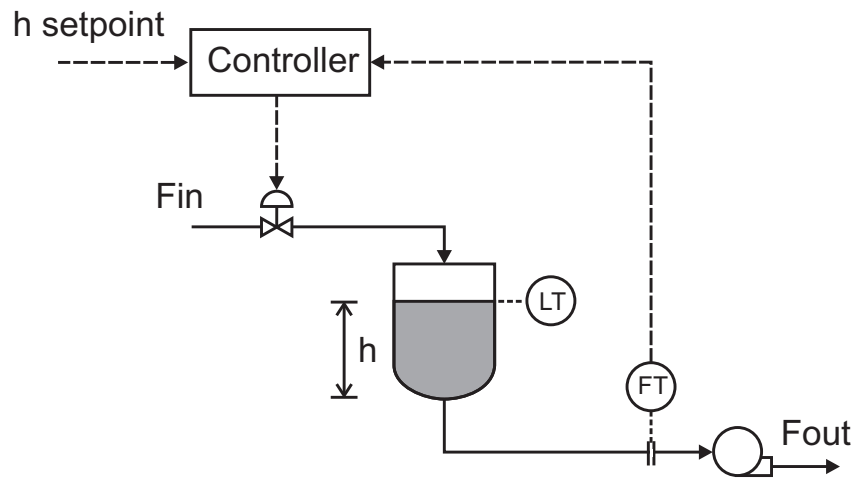 h setpoint
Controller
Fin
LT
h
FT
Fout